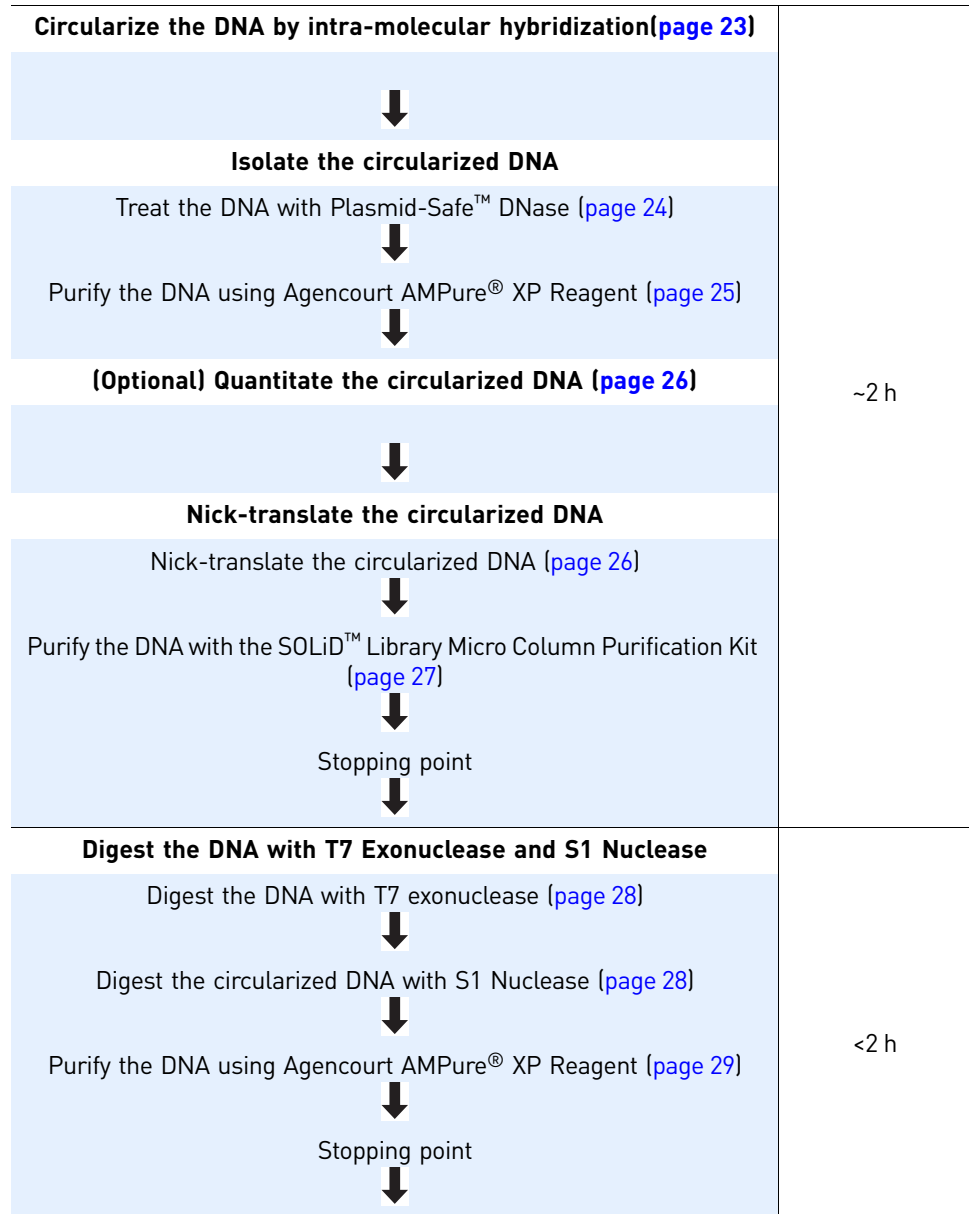 Circularize the DNA by intra-molecular hybridization(page 23)
Isolate the circularized DNA
Treat the DNA with Plasmid-Safe™ DNase (page 24)
Purify the DNA using Agencourt AMPure® XP Reagent (page 25)
(Optional) Quantitate the circularized DNA (page 26)
~2 h
Nick-translate the circularized DNA
Nick-translate the circularized DNA (page 26)
Purify the DNA with the SOLiD™ Library Micro Column Purification Kit
(page 27)
Stopping point
Digest the DNA with T7 Exonuclease and S1 Nuclease
Digest the DNA with T7 exonuclease (page 28)
Digest the circularized DNA with S1 Nuclease (page 28)
<2 h
Purify the DNA using Agencourt AMPure® XP Reagent (page 29)
Stopping point